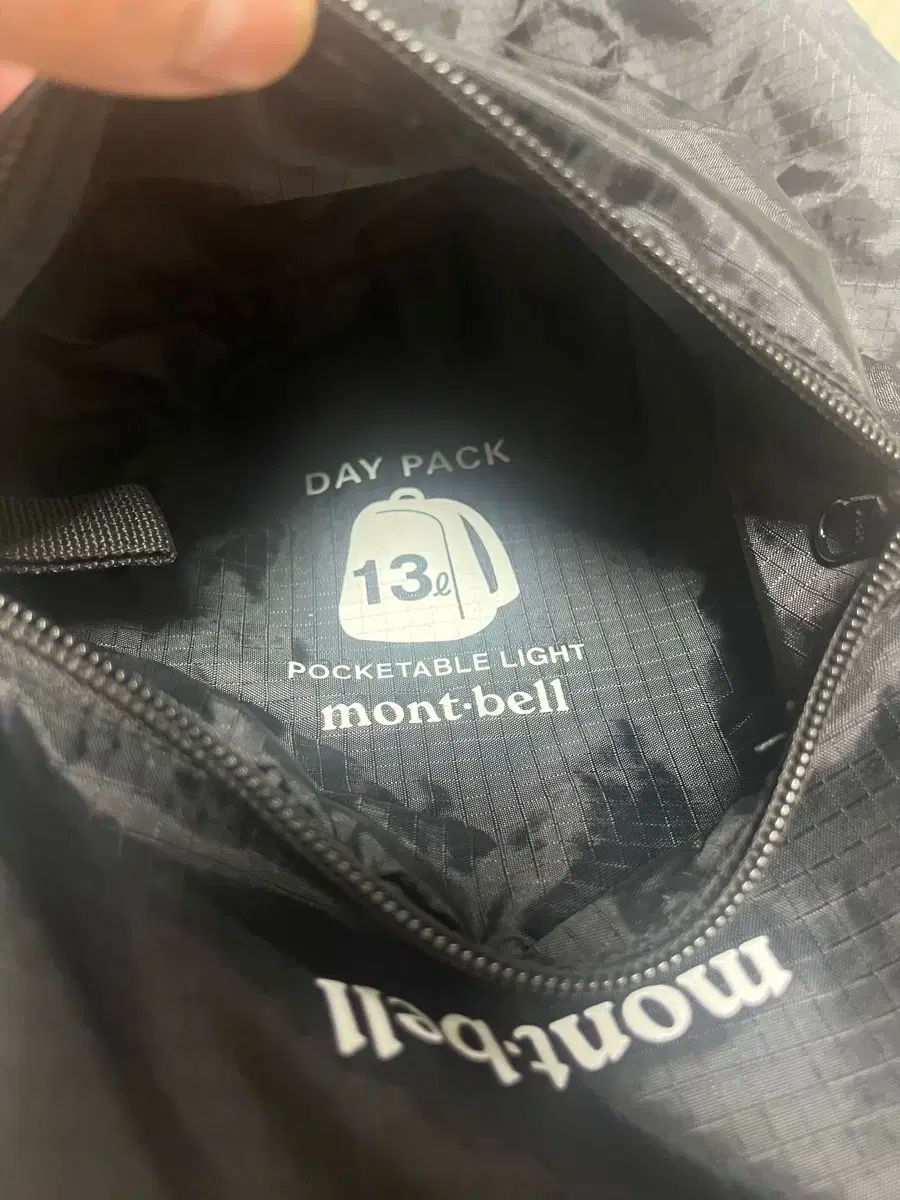 DAY PACK
13ℓ
POCKETABLE LIGHT
mont·bell
mont·bell